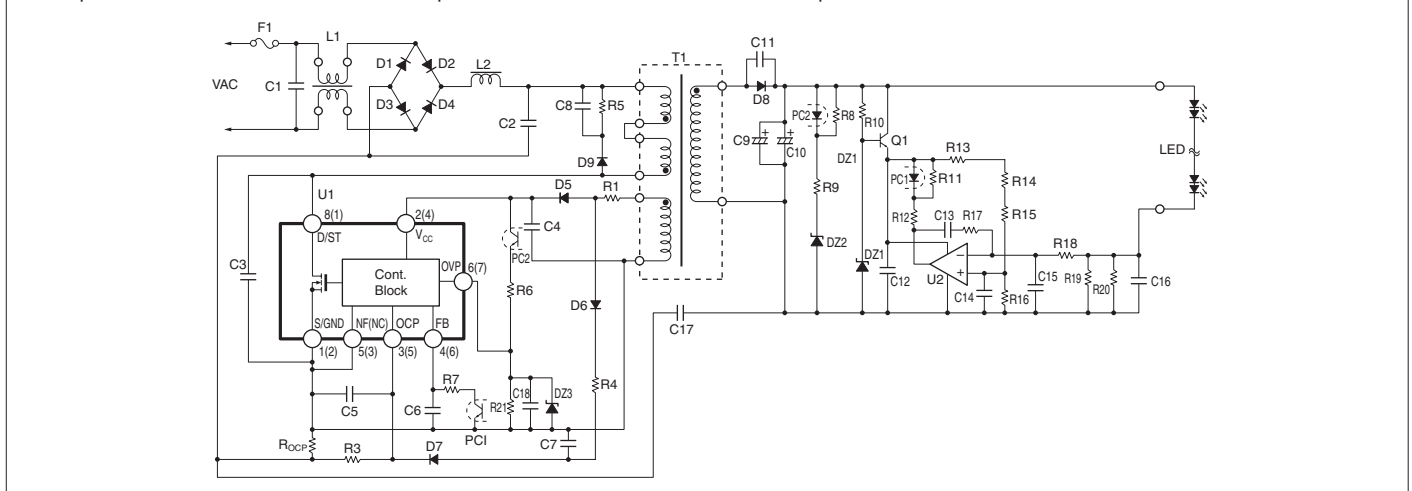 F1
L1
D1
D2
D3
D4
L2
VAC
C1
C2
C8
R5
D9
T1
C11
D8
PC2
R8
R10
C9
+
+
C10
R9
DZ2
DZ1
Q1
PC1
R11
R13
R14
R12
C13
R17
R15
DZ1
C12
U2
−
+
C14
R16
C15
R18
R19
R20
C16
LED
U1
8(1)
D/ST
2(4)
VCC
D5
R1
C4
PC2
Cont.
Block
OVP
6(7)
C3
R6
D6
S/GND
NF(NC)
OCP
FB
1(2)
5(3)
3(5)
4(6)
C17
R7
C5
C6
PCI
R21
C18
DZ3
R4
ROCP
R3
D7
C7